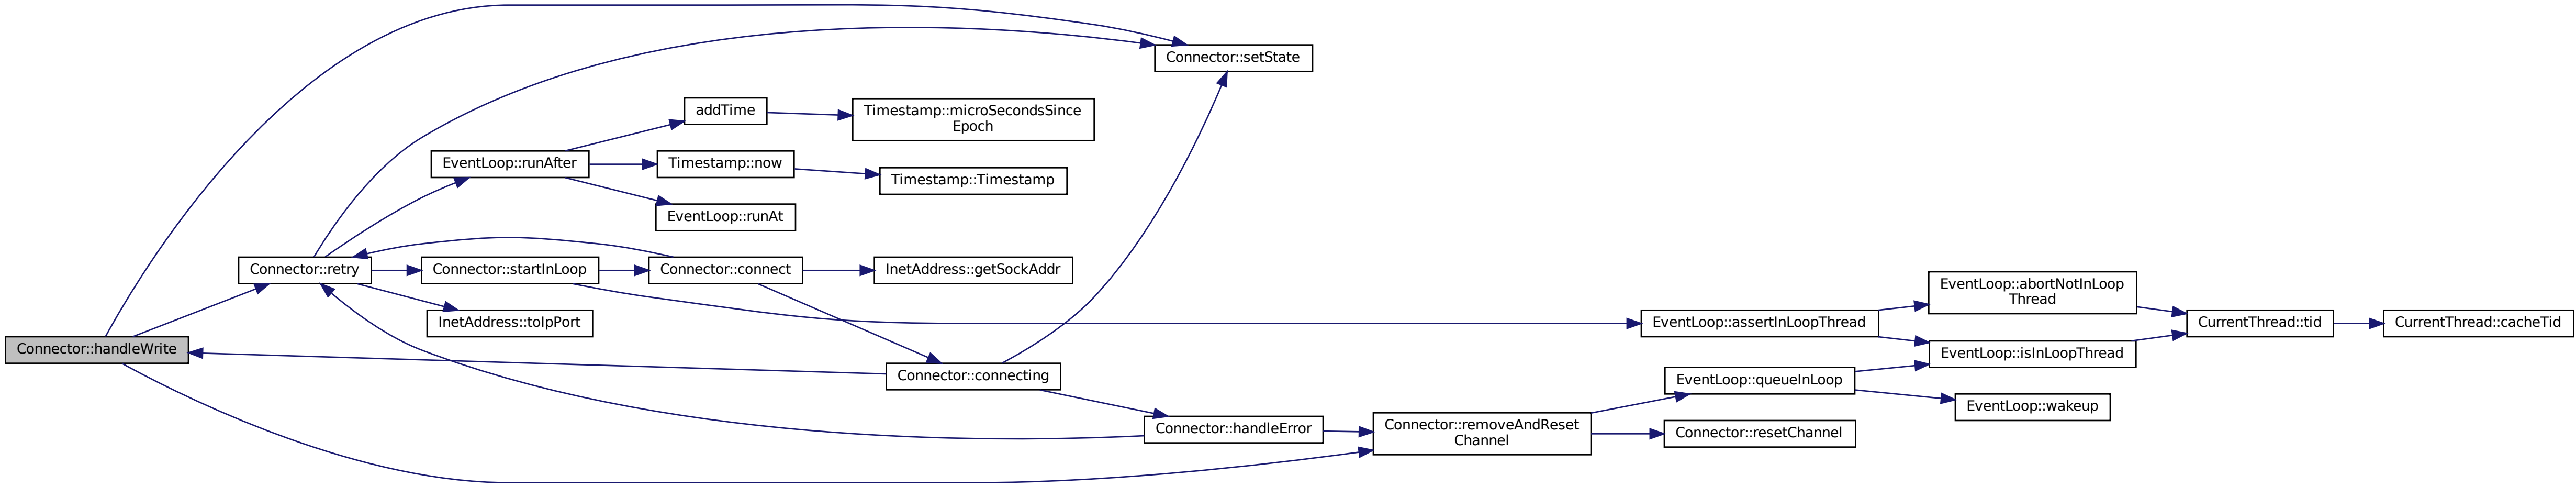 Connector::setState
addTime
Timestamp::microSecondsSince
Epoch
EventLoop::runAfter
Timestamp::now
Timestamp::Timestamp
EventLoop::runAt
Connector::retry
Connector::startInLoop
Connector::connect
InetAddress::getSockAddr
InetAddress::toIpPort
Connector::handleWrite
Connector::connecting
Connector::handleError
Connector::removeAndReset
Channel
EventLoop::assertInLoopThread
EventLoop::queueInLoop
Connector::resetChannel
EventLoop::abortNotInLoop
Thread
EventLoop::isInLoopThread
EventLoop::wakeup
CurrentThread::tid
CurrentThread::cacheTid